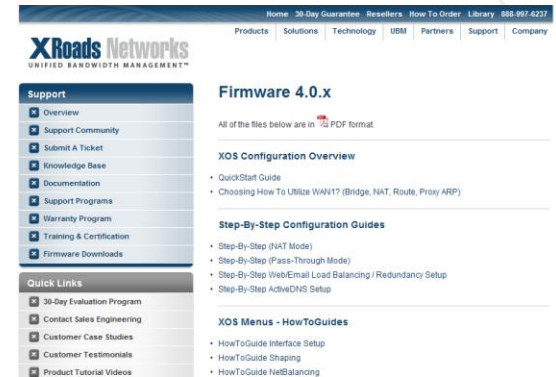 Home 30-Day Guarantee Resellers How To Order Library 888-997-6237
Products Solutions Technology UBM Partners Support Company
XRoads Networks
UNIFIED BANDWIDTH MANAGEMENT™
Support
Overview
Support Community
Submit A Ticket
Knowledge Base
Documentation
Support Programs
Warranty Program
Training & Certification
Firmware Downloads
Quick Links
30-Day Evaluation Program
Contact Sales Engineering
Customer Case Studies
Customer Testimonials
Product Tutorial Videos
Firmware 4.0.x
All of the files below are in PDF format.
XOS Configuration Overview
QuickStart Guide
Choosing How To Utilize WAN1? (Bridge, NAT, Route, Proxy ARP)
Step-By-Step Configuration Guides
Step-By-Step (NAT Mode)
Step-By-Step (Pass-Through Mode)
Step-By-Step Web/Email Load Balancing / Redundancy Setup
Step-By-Step ActiveDNS Setup
XOS Menus - HowToGuides
HowToGuide Interface Setup
HowToGuide Shaping
HowToGuide NetBalancing